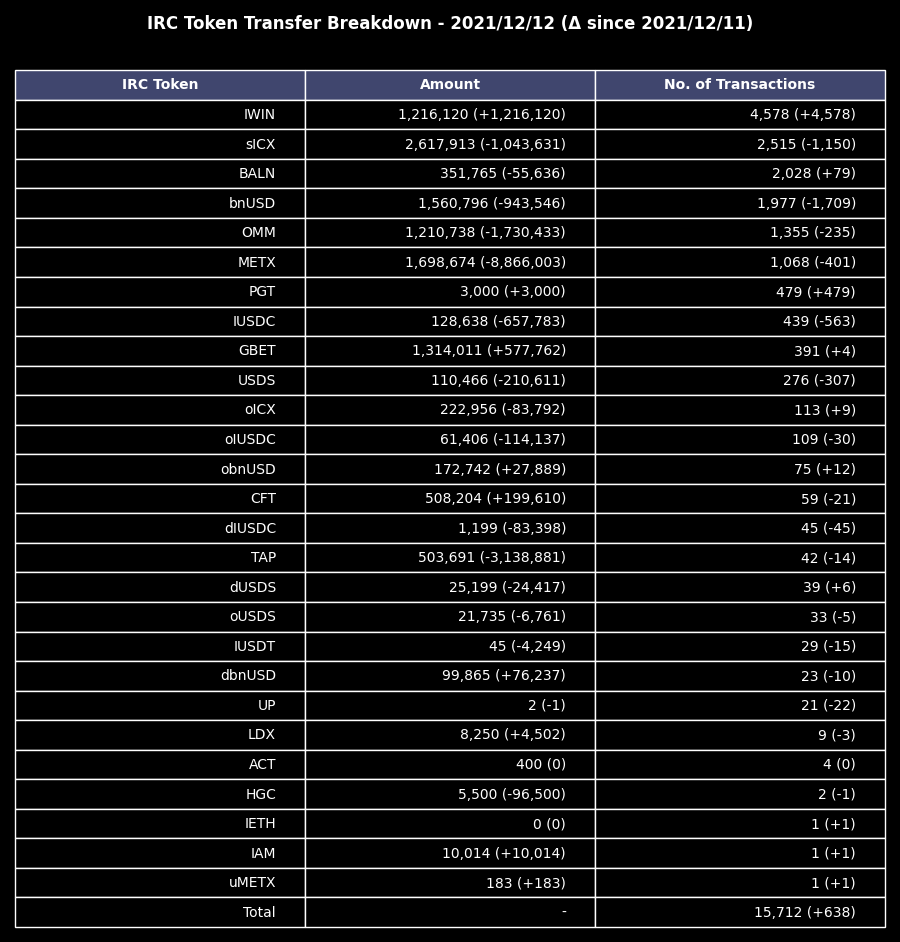 IRC Token Transfer Breakdown - 2021/12/12 (Δ since 2021/12/11)
IRC Token Amount No. of Transactions
IWIN 1,216,120 (+1,216,120) 4,578 (+4,578)
sICX 2,617,913 (-1,043,631) 2,515 (-1,150)
BALN 351,765 (-55,636) 2,028 (+79)
bnUSD 1,560,796 (-943,546) 1,977 (-1,709)
OMM 1,210,738 (-1,730,433) 1,355 (-235)
METX 1,698,674 (-8,866,003) 1,068 (-401)
PGT 3,000 (+3,000) 479 (+479)
IUSDC 128,638 (-657,783) 439 (-563)
GBET 1,314,011 (+577,762) 391 (+4)
USDS 110,466 (-210,611) 276 (-307)
oICX 222,956 (-83,792) 113 (+9)
oIUSDC 61,406 (-114,137) 109 (-30)
obnUSD 172,742 (+27,889) 75 (+12)
CFT 508,204 (+199,610) 59 (-21)
dIUSDC 1,199 (-83,398) 45 (-45)
TAP 503,691 (-3,138,881) 42 (-14)
dUSDS 25,199 (-24,417) 39 (+6)
oUSDS 21,735 (-6,761) 33 (-5)
IUSDT 45 (-4,249) 29 (-15)
dbnUSD 99,865 (+76,237) 23 (-10)
UP 2 (-1) 21 (-22)
LDX 8,250 (+4,502) 9 (-3)
ACT 400 (0) 4 (0)
HGC 5,500 (-96,500) 2 (-1)
IETH 0 (0) 1 (+1)
IAM 10,014 (+10,014) 1 (+1)
uMETX 183 (+183) 1 (+1)
Total - 15,712 (+638)